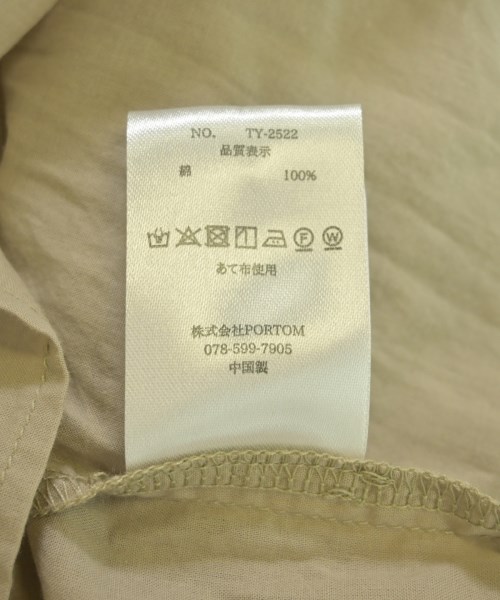 NO. TY-2522
品質表示
綿 100%
F W
あて布使用
株式会社PORTOM
078-599-7905
中国製